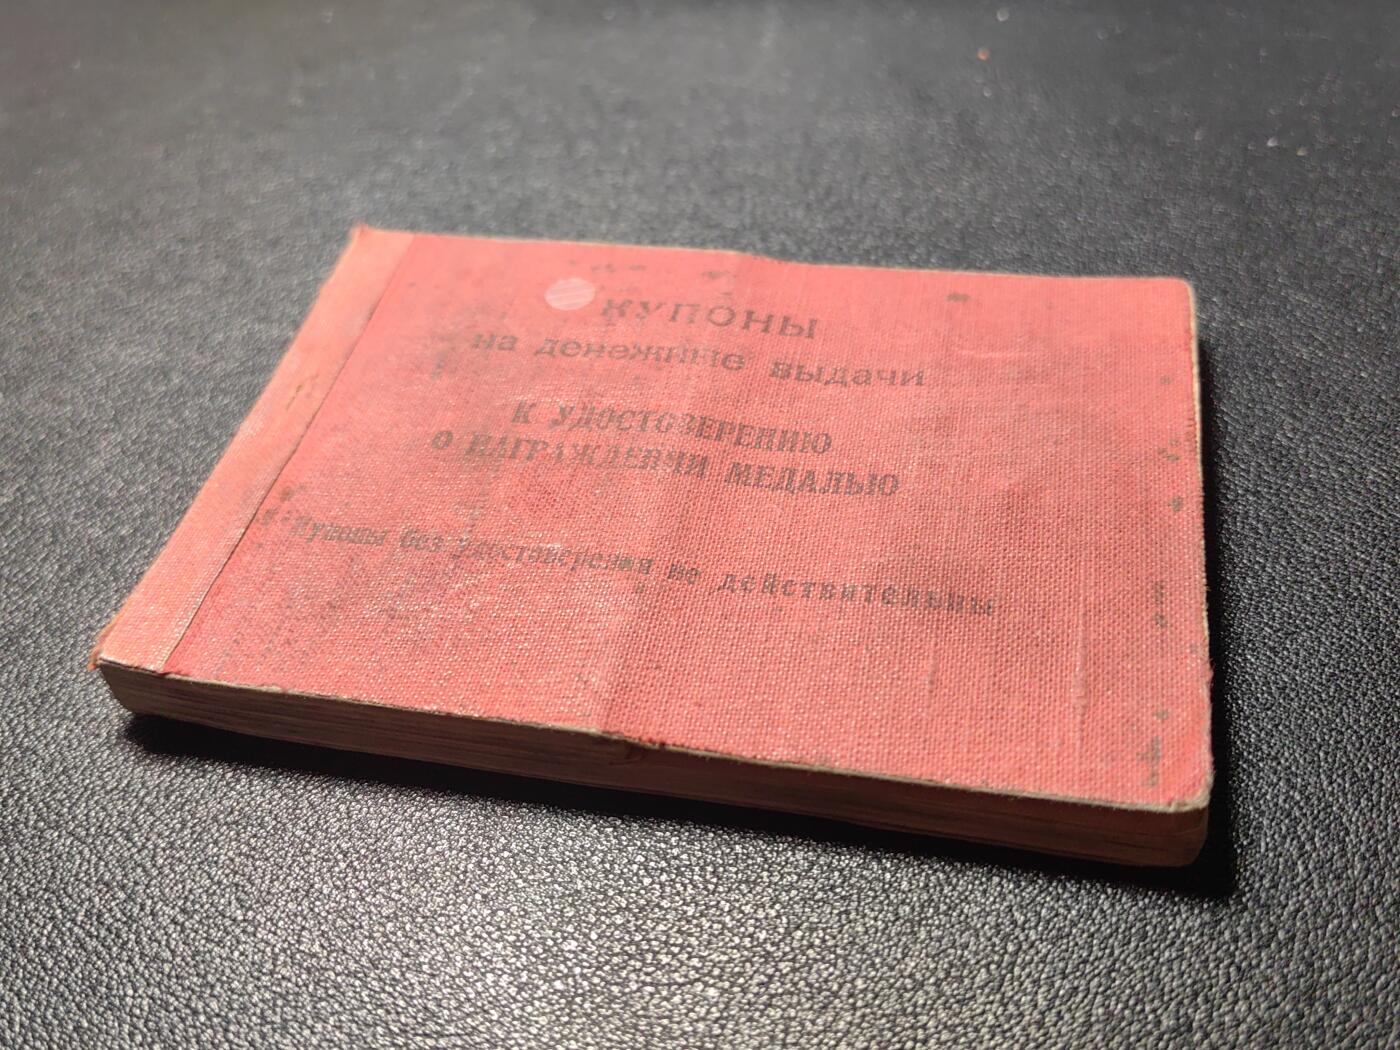 КУПОНЫ
на денежные выдачи
К УДОСТОВЕРЕНИЮ
О НАГРАЖДЕНИИ МЕДАЛЬЮ
Купоны без удостоверения не действительны